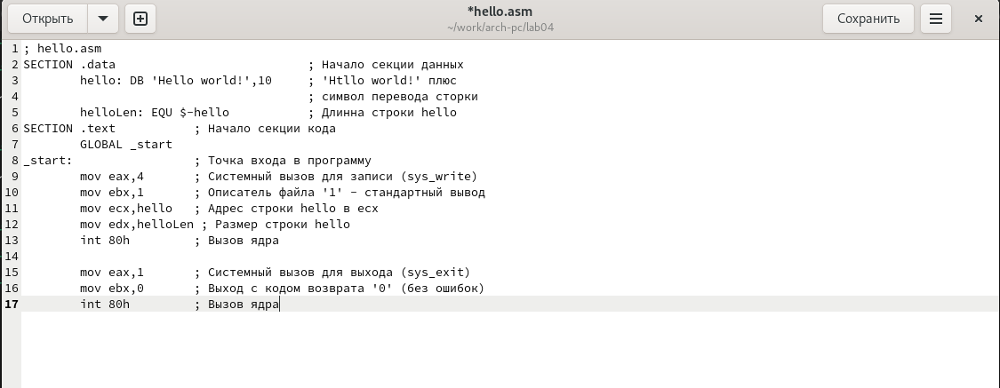 Открыть
*hello.asm
~/work/arch-pc/lab04
Сохранить
1 ; hello.asm
2 SECTION .data ; Начало секции данных
3 hello: DB 'Hello world!',10 ; 'Htllo world!' плюс
4 ; символ перевода сторки
5 helloLen: EQU $-hello ; Длинна строки hello
6 SECTION .text ; Начало секции кода
7 GLOBAL _start
8 _start: ; Точка входа в программу
9 mov eax,4 ; Системный вызов для записи (sys_write)
10 mov ebx,1 ; Описатель файла '1' - стандартный вывод
11 mov ecx,hello ; Адрес строки hello в ecx
12 mov edx,helloLen ; Размер строки hello
13 int 80h ; Вызов ядра
14
15 mov eax,1 ; Системный вызов для выхода (sys_exit)
16 mov ebx,0 ; Выход с кодом возврата '0' (без ошибок)
17 int 80h ; Вызов ядра